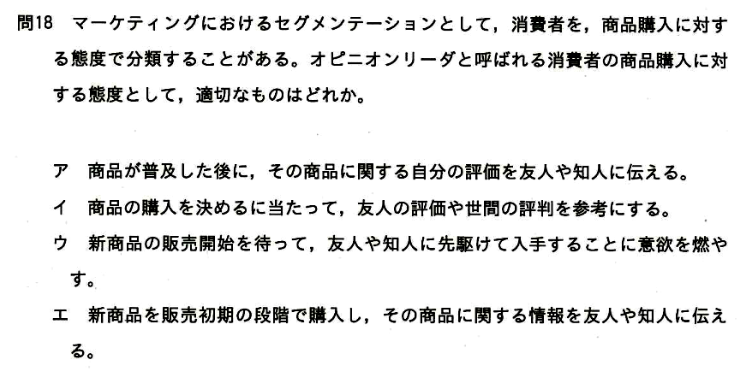 問18　マーケティングにおけるセグメンテーションとして，消費者を，商品購入に対す
る態度で分類することがある。オピニオンリーダと呼ばれる消費者の商品購入に対
する態度として，適切なものはどれか。
ア　商品が普及した後に，その商品に関する自分の評価を友人や知人に伝える。
イ　商品の購入を決めるに当たって，友人の評価や世間の評判を参考にする。
ウ　新商品の販売開始を待って，友人や知人に先駆けて入手することに意欲を燃や
す。
エ　新商品を販売初期の段階で購入し，その商品に関する情報を友人や知人に伝え
る。